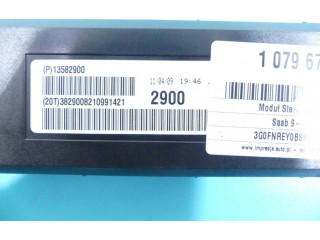 (P)13582900
11-04-09 19:46
(20T)3829008210991421
2900
1 079 67
Moduł Ste
Saab 9-
3G0FNREY0BS
www.impresja.auto.pl